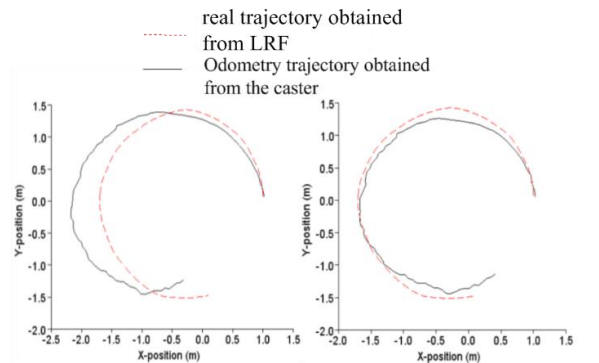 real trajectory obtained
from LRF
Odometry trajectory obtained
from the caster
1.5
1.0
0.5
0.0
-0.5
-1.0
-1.5
-2.0
Y-position (m)
-2.5 -2.0 -1.5 -1.0 -0.5 0.0 0.5 1.0 1.5
X-position (m)
1.5
1.0
0.5
0.0
-0.5
-1.0
-1.5
-2.0
Y-position (m)
-2.0 -1.5 -1.0 -0.5 0.0 0.5 1.0 1.5
X-position (m)